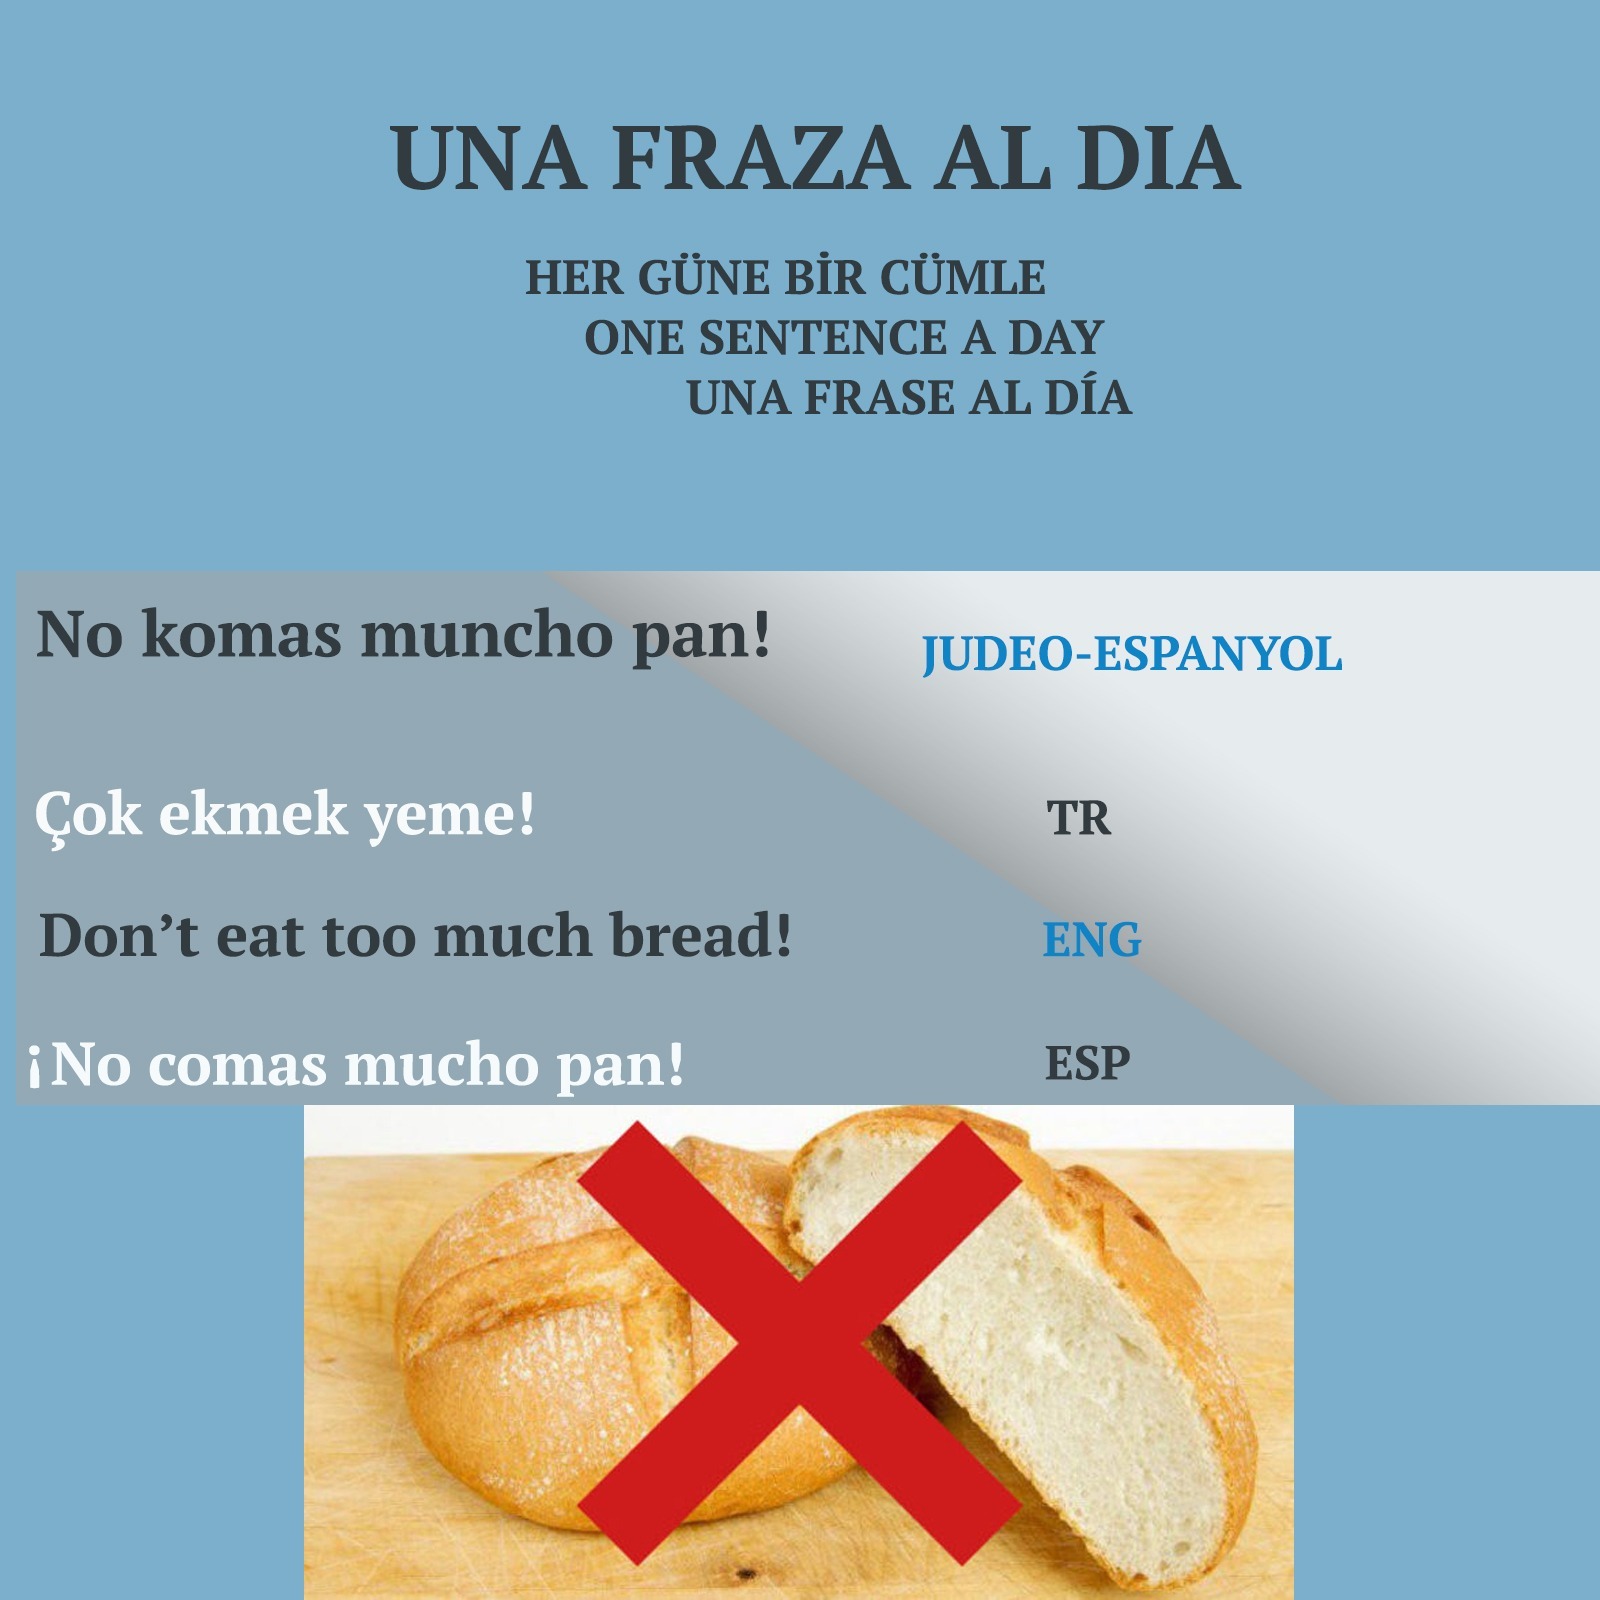 UNA FRAZA AL DIA
HER GÜNE BİR CÜMLE
ONE SENTENCE A DAY
UNA FRASE AL DÍA
No komas muncho pan! JUDEO-ESPANYOL
Çok ekmek yeme! TR
Don’t eat too much bread! ENG
¡No comas mucho pan! ESP